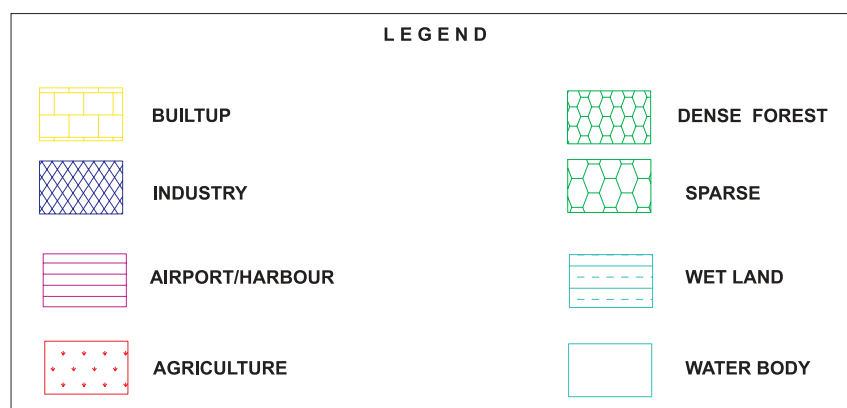 LEGEND
BUILTUP
DENSE FOREST
INDUSTRY
SPARSE
AIRPORT/HARBOUR
WET LAND
AGRICULTURE
WATER BODY